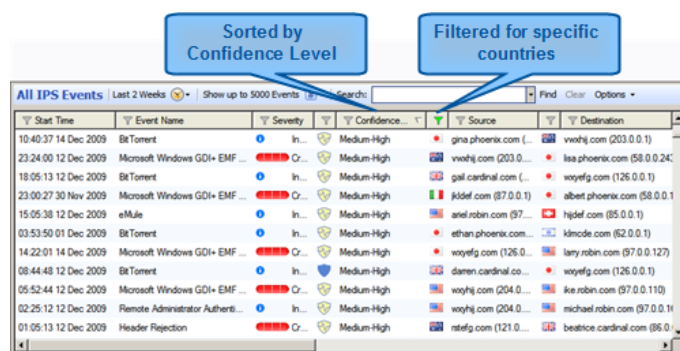 Sorted by
Confidence Level
Filtered for specific
countries
All IPS Events Last 2 Weeks Show up to 5000 Events Search: Find Clear Options
Start Time Event Name Severity Confidence... Source Destination
10:40:37 14 Dec 2009 BitTorrent In... Medium-High gina.phoenix.com ( vwxhij (203.0.0.1)
23:24:00 12 Dec 2009 Microsoft Windows GDI+ EMF ... Cr... Medium-High vwxhij.com (203.0.... lisa.phoenix.com (58.0.0.243
18:05:13 12 Dec 2009 BitTorrent In... Medium-High gail.cardinal.com (... wxyefg.com (126.0.0.1)
23:00:27 30 Nov 2009 Microsoft Windows GDI+ EMF ... Cr... Medium-High jkldef.com (87.0.0.1) albert.phoenix.com (58.0.0.1
15:05:38 12 Dec 2009 eMule In... Medium-High ariel.robin.com (97.... hijdef.com (85.0.0.1)
03:53:50 01 Dec 2009 BitTorrent In... Medium-High ethan.phoenix.com... klmcde.com (62.0.0.1)
14:22:01 14 Dec 2009 Microsoft Windows GDI+ EMF ... Cr... Medium-High wxyefg.com (126.0.... larry.robin.com (97.0.0.127)
08:44:48 12 Dec 2009 BitTorrent In... Medium-High darren.cardinal.co... wxyefg.com (126.0.0.1)
05:52:44 12 Dec 2009 Microsoft Windows GDI+ EMF ... Cr... Medium-High wxyhij.com (204.0.... ike.robin.com (97.0.0.110)
02:25:12 12 Dec 2009 Remote Administrator Authenti... In... Medium-High wxyhij.com (204.0.... michael.robin.com (97.0.0.1
01:05:13 12 Dec 2009 Header Rejection Cr... Medium-High rstefg.com (121.0.... beatrice.cardinal.com (86.0.